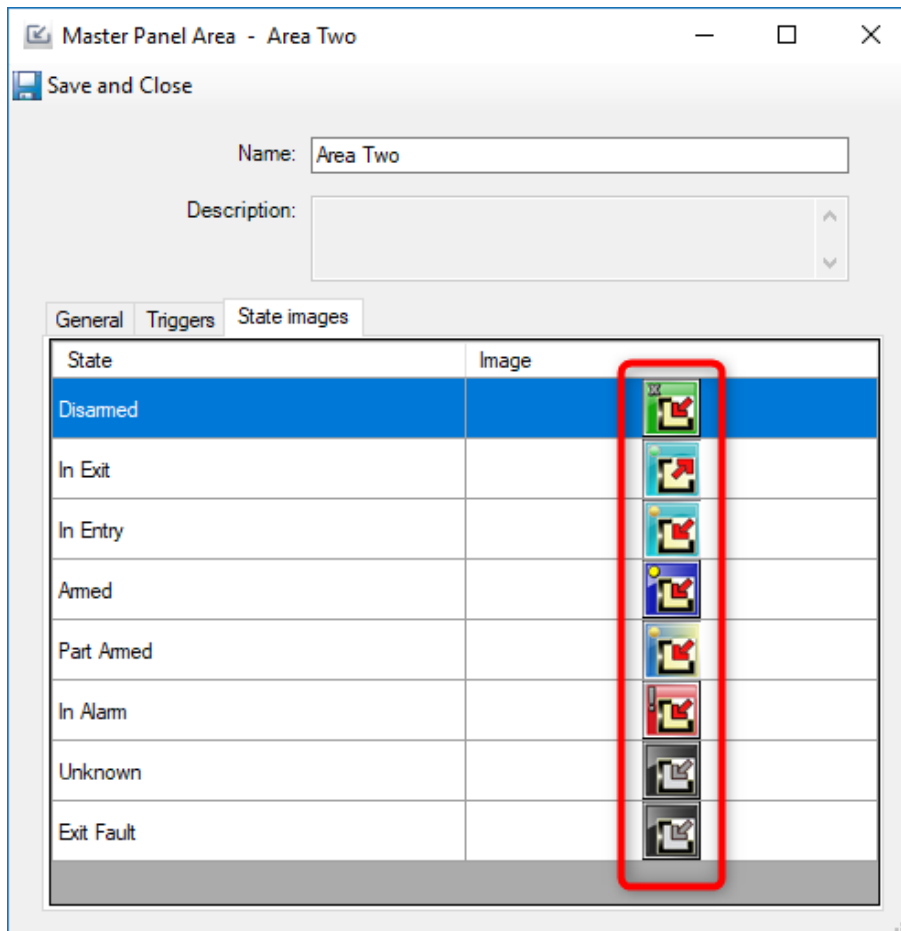 Master Panel Area - Area Two
Save and Close
Name: Area Two
Description:
General Triggers State images
State Image
Disarmed
In Exit
In Entry
Armed
Part Armed
In Alarm
Unknown
Exit Fault